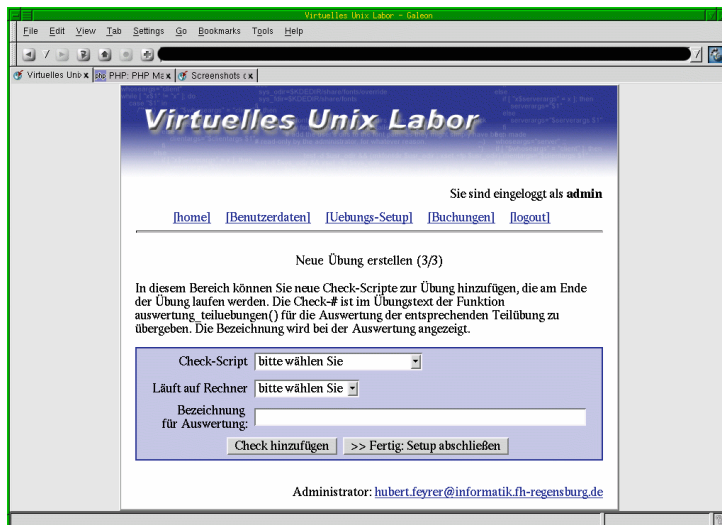 Virtuelles Unix Labor - Galeon
File Edit View Tab Settings Go Bookmarks Tools Help
Virtuelles Unix x PHP: PHP Ma x Screenshots c x
Virtuelles Unix Labor
Sie sind eingeloggt als admin
[home] [Benutzerdaten] [Uebungs-Setup] [Buchungen] [logout]
Neue Übung erstellen (3/3)
In diesem Bereich können Sie neue Check-Scripte zur Übung hinzufügen, die am Ende
der Übung laufen werden. Die Check-# ist im Übungstext der Funktion
auswertung_teiluebungen() für die Auswertung der entsprechenden Teilübung zu
übergeben. Die Bezeichnung wird bei der Auswertung angezeigt.
Check-Script bitte wählen Sie
Läuft auf Rechner bitte wählen Sie
Bezeichnung
für Auswertung:
Check hinzufügen >> Fertig: Setup abschließen
Administrator: hubert.feyrer@informatik.fh-regensburg.de